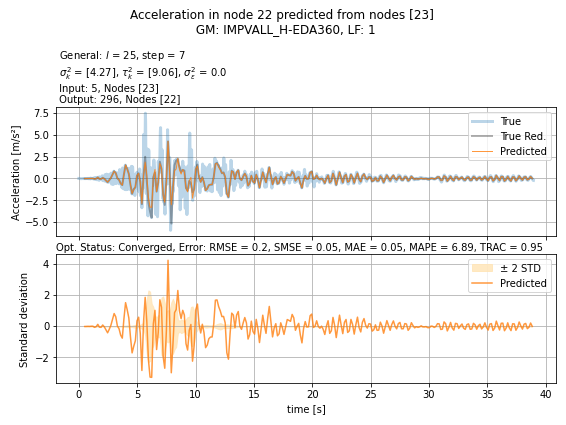 Acceleration in node 22 predicted from nodes [23]
GM: IMPVALL_H-EDA360, LF: 1
General: l = 25, step = 7
σ²ₖ = [4.27], τ²ₖ = [9.06], σ²ε = 0.0
Input: 5, Nodes [23]
Output: 296, Nodes [22]
Acceleration [m/s²]
7.5
5.0
2.5
0.0
−2.5
−5.0
True
True Red.
Predicted
Opt. Status: Converged, Error: RMSE = 0.2, SMSE = 0.05, MAE = 0.05, MAPE = 6.89, TRAC = 0.95
Standard deviation
4
2
0
−2
± 2 STD
Predicted
0 5 10 15 20 25 30 35 40
time [s]